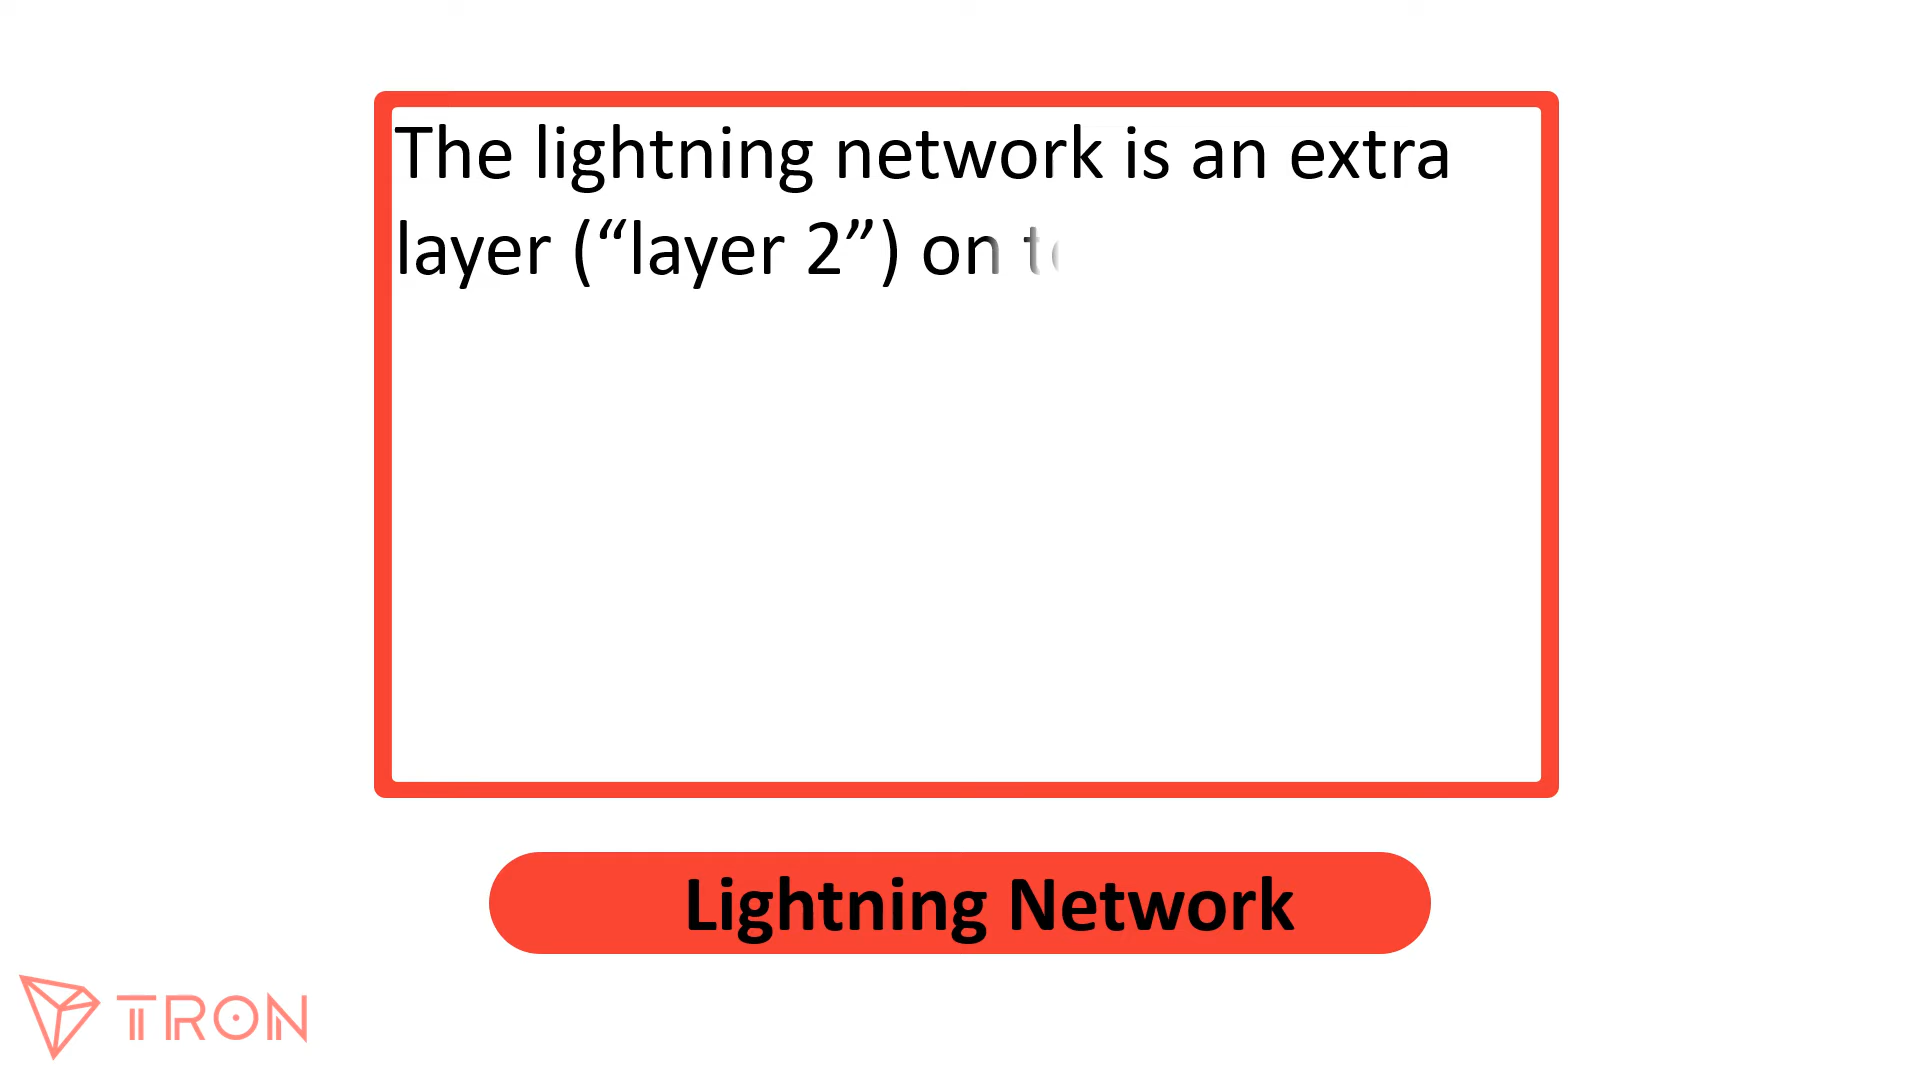 The lightning network is an extra
layer (“layer 2”) on
Lightning Network
TRON